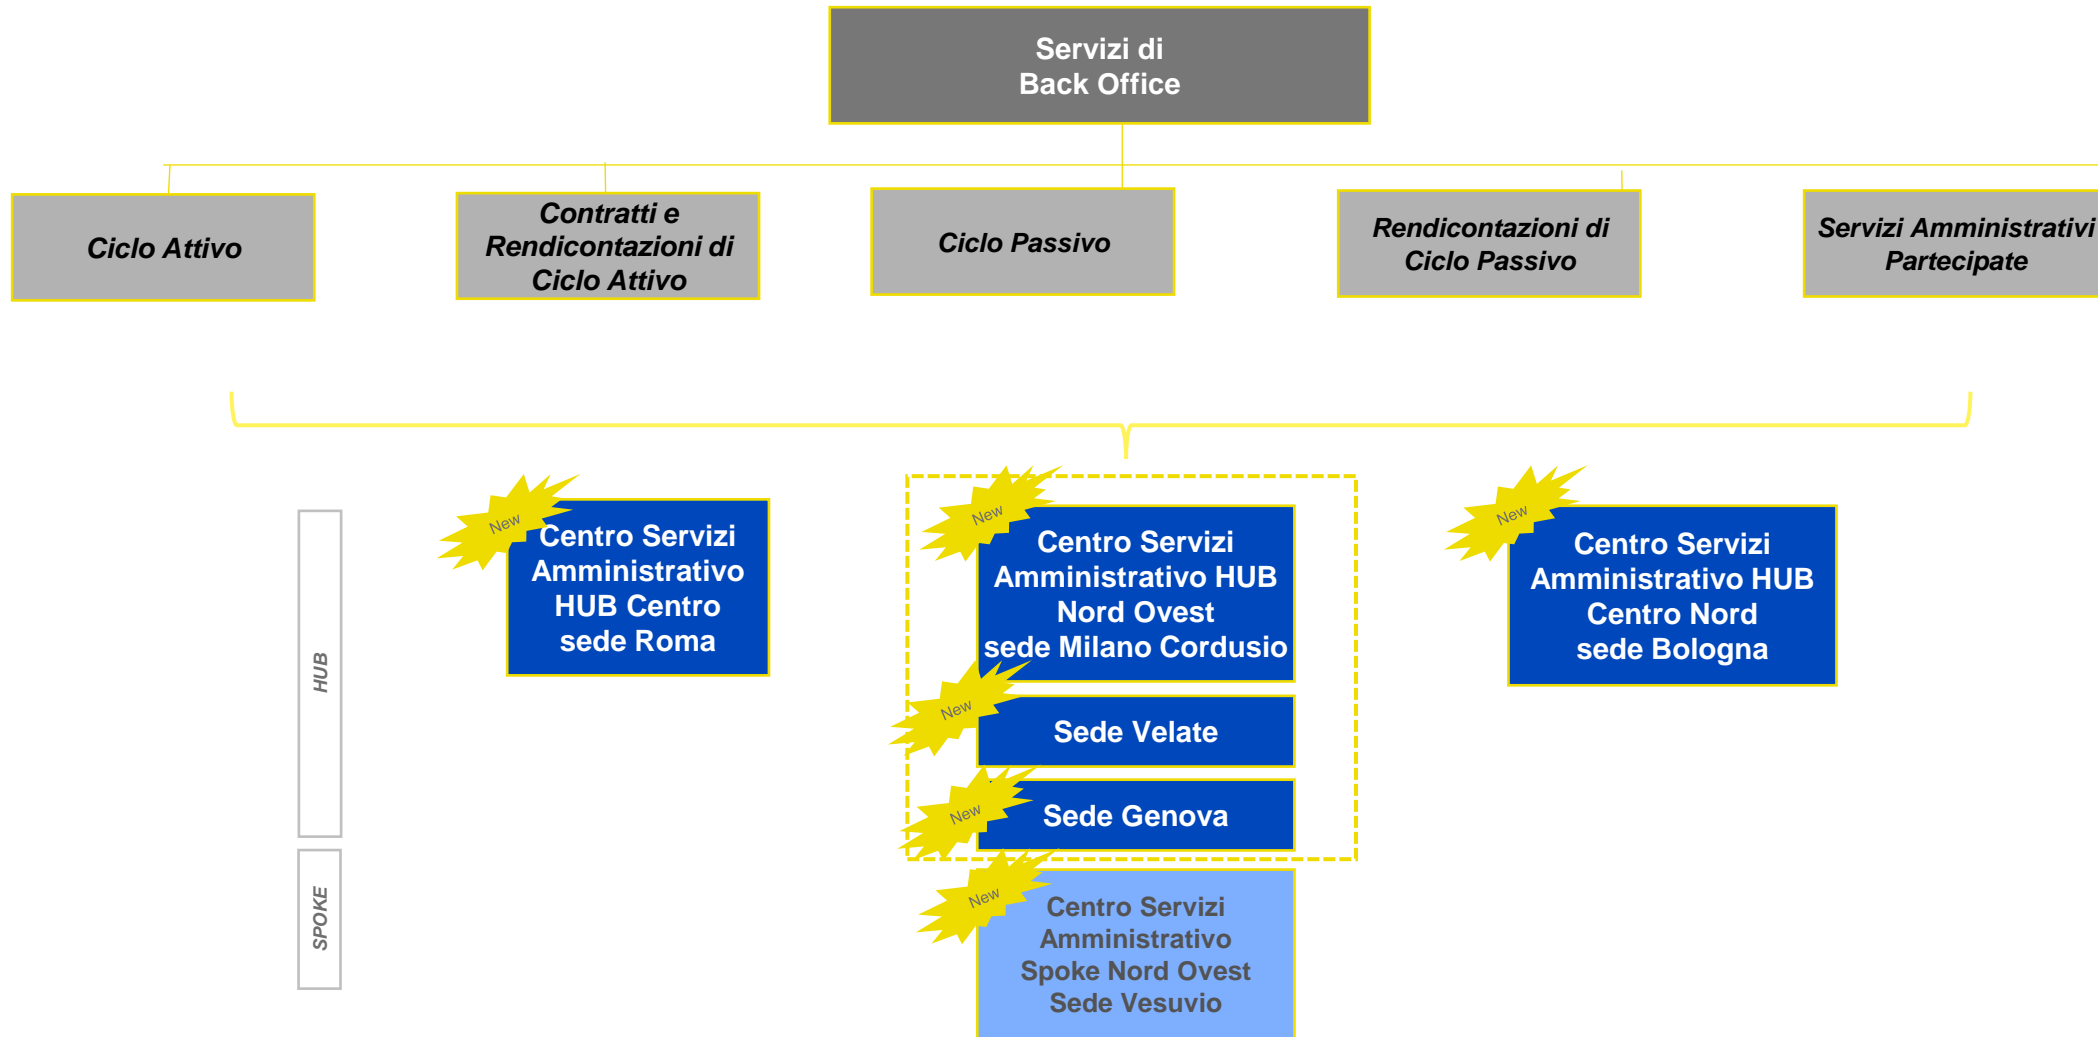 Servizi di
Back Office
Ciclo Attivo
Contratti e
Rendicontazioni di
Ciclo Attivo
Ciclo Passivo
Rendicontazioni di
Ciclo Passivo
Servizi Amministrativi
Partecipate
HUB
New
Centro Servizi
Amministrativo
HUB Centro
sede Roma
New
Centro Servizi
Amministrativo HUB
Nord Ovest
sede Milano Cordusio
New
Sede Velate
New
Sede Genova
New
Centro Servizi
Amministrativo HUB
Centro Nord
sede Bologna
SPOKE
New
Centro Servizi
Amministrativo
Spoke Nord Ovest
Sede Vesuvio